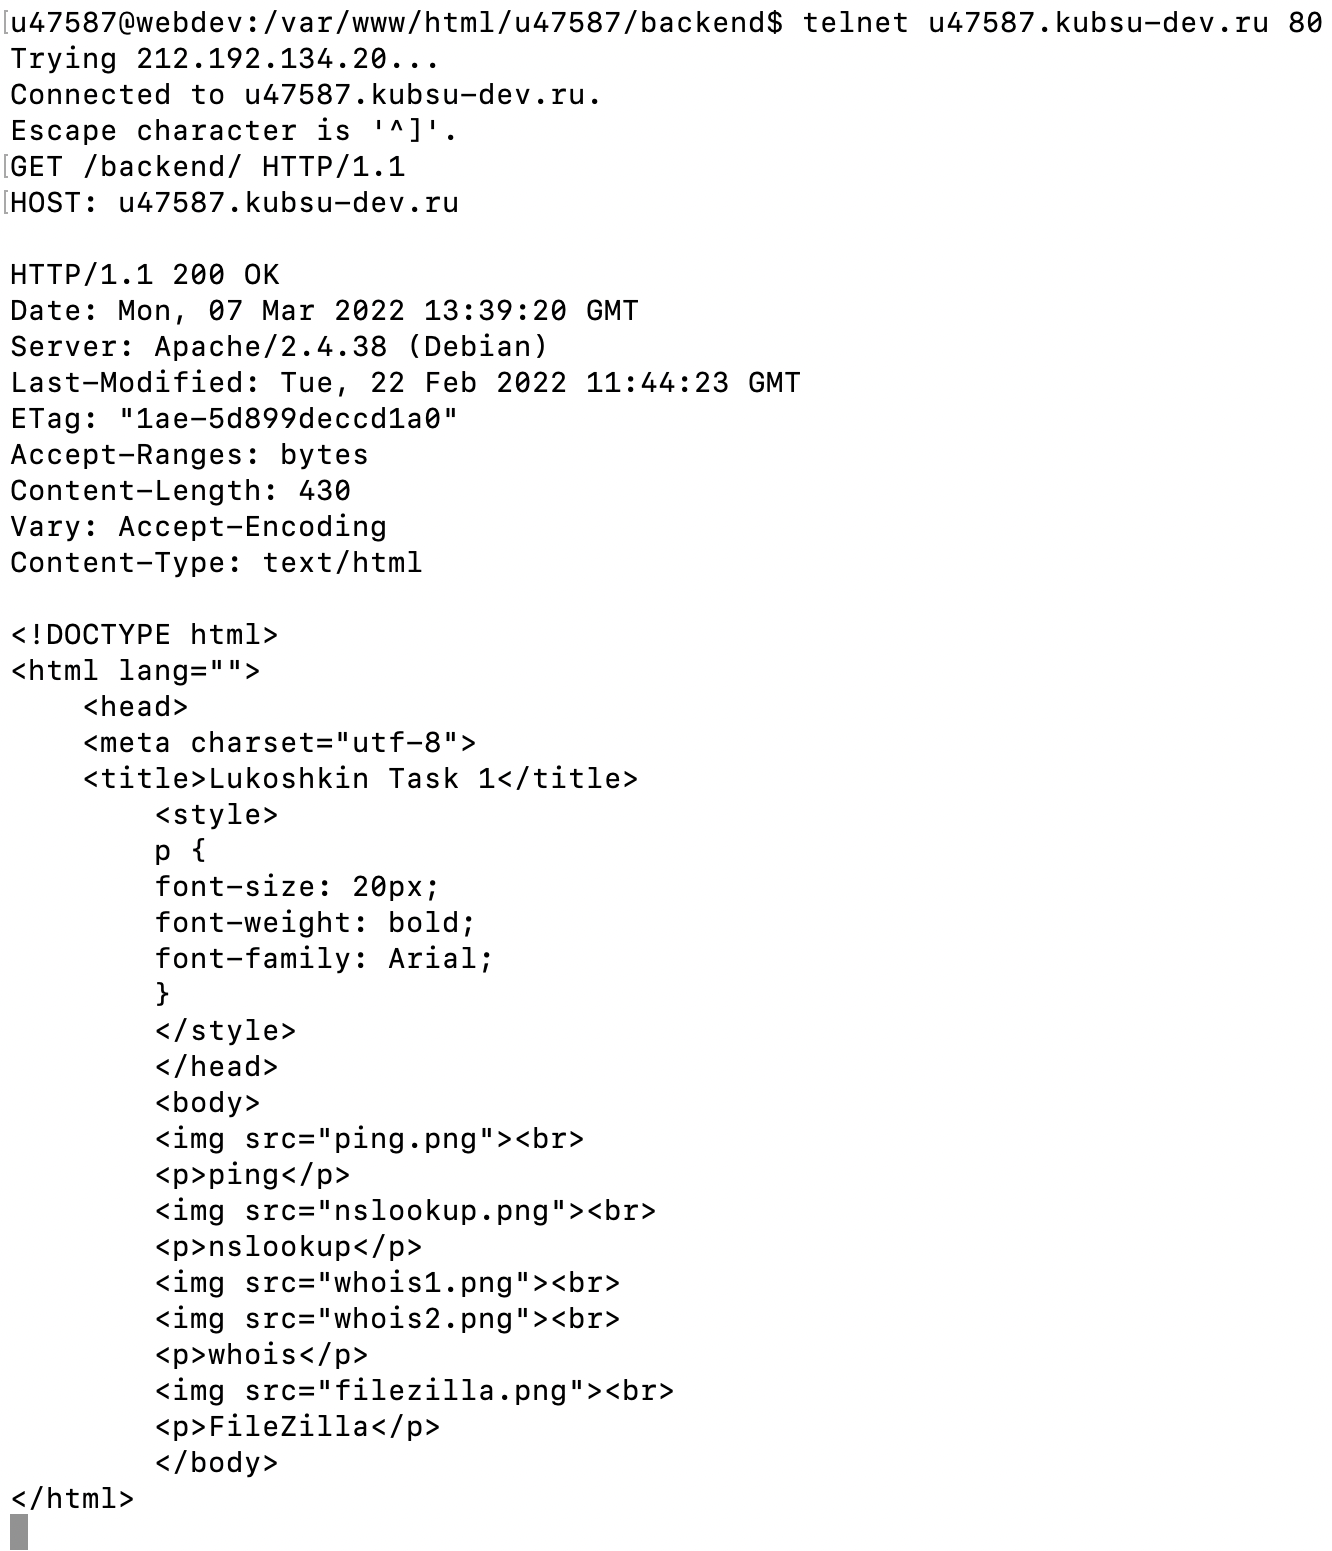 [u47587@webdev:/var/www/html/u47587/backend$ telnet u47587.kubsu-dev.ru 80
Trying 212.192.134.20...
Connected to u47587.kubsu-dev.ru.
Escape character is '^]'.
[GET /backend/ HTTP/1.1
[HOST: u47587.kubsu-dev.ru

HTTP/1.1 200 OK
Date: Mon, 07 Mar 2022 13:39:20 GMT
Server: Apache/2.4.38 (Debian)
Last-Modified: Tue, 22 Feb 2022 11:44:23 GMT
ETag: "1ae-5d899deccd1a0"
Accept-Ranges: bytes
Content-Length: 430
Vary: Accept-Encoding
Content-Type: text/html

<!DOCTYPE html>
<html lang="">
    <head>
    <meta charset="utf-8">
    <title>Lukoshkin Task 1</title>
        <style>
        p {
        font-size: 20px;
        font-weight: bold;
        font-family: Arial;
        }
        </style>
        </head>
        <body>
        <img src="ping.png"><br>
        <p>ping</p>
        <img src="nslookup.png"><br>
        <p>nslookup</p>
        <img src="whois1.png"><br>
        <img src="whois2.png"><br>
        <p>whois</p>
        <img src="filezilla.png"><br>
        <p>FileZilla</p>
        </body>
</html>